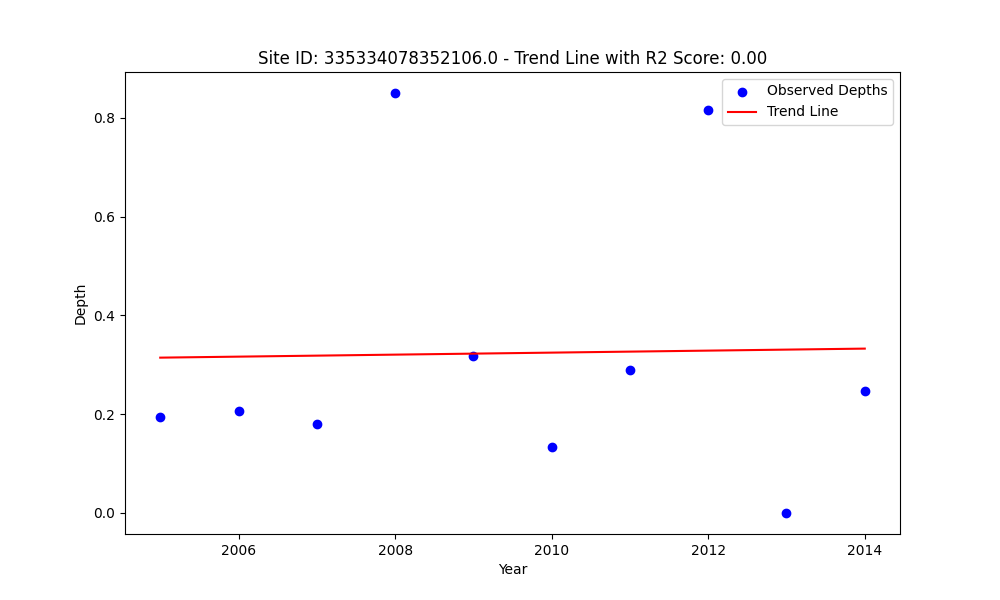 Site ID: 335334078352106.0 - Trend Line with R2 Score: 0.00
Observed Depths
Trend Line
0.8
0.6
0.4
0.2
0.0
Depth
2006
2008
2010
2012
2014
Year